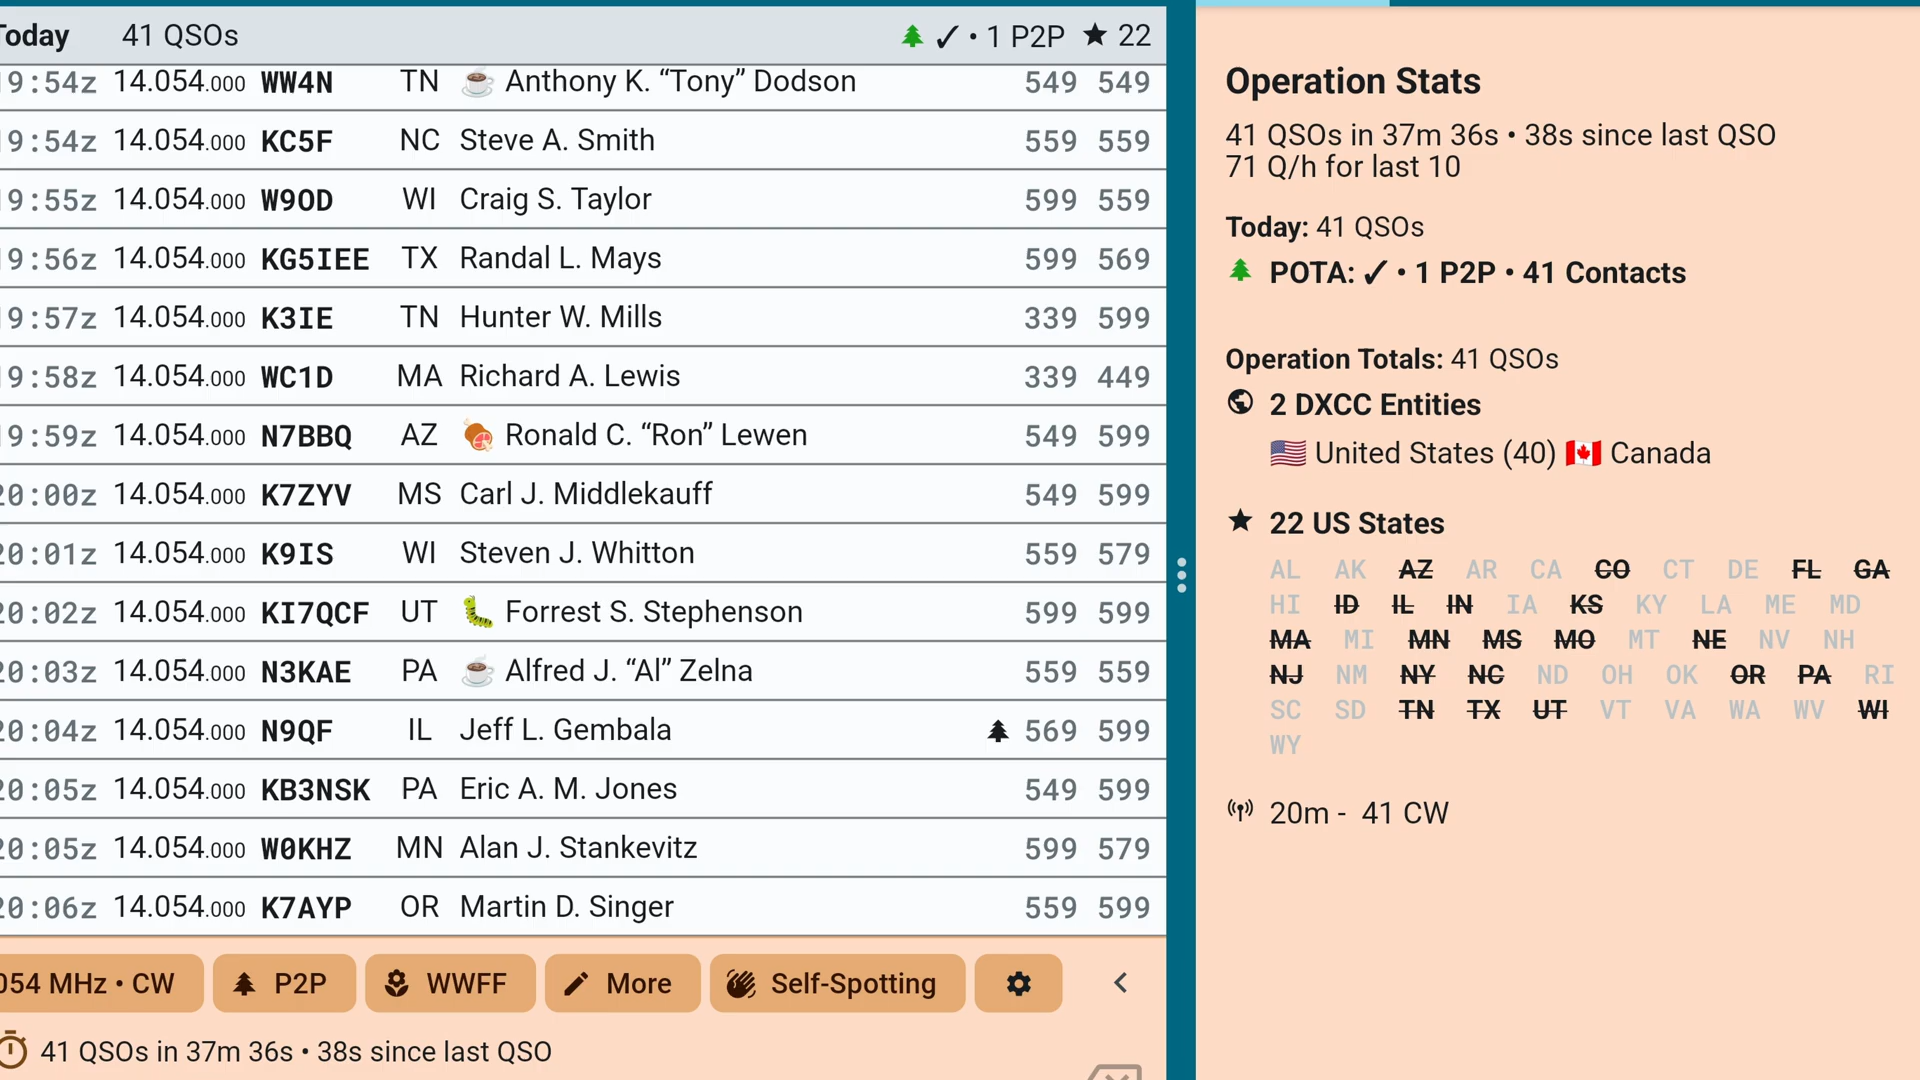 Today 41 QSOs ✓ • 1 P2P ★ 22
9:54z 14.054.000 WW4N TN Anthony K. “Tony” Dodson 549 549
9:54z 14.054.000 KC5F NC Steve A. Smith 559 559
9:55z 14.054.000 W9OD WI Craig S. Taylor 599 559
9:56z 14.054.000 KG5IEE TX Randal L. Mays 599 569
9:57z 14.054.000 K3IE TN Hunter W. Mills 339 599
9:58z 14.054.000 WC1D MA Richard A. Lewis 339 449
9:59z 14.054.000 N7BBQ AZ Ronald C. “Ron” Lewen 549 599
20:00z 14.054.000 K7ZYV MS Carl J. Middlekauff 549 599
20:01z 14.054.000 K9IS WI Steven J. Whitton 559 579
20:02z 14.054.000 KI7QCF UT Forrest S. Stephenson 599 599
20:03z 14.054.000 N3KAE PA Alfred J. “Al” Zelna 559 559
20:04z 14.054.000 N9QF IL Jeff L. Gembala 569 599
20:05z 14.054.000 KB3NSK PA Eric A. M. Jones 549 599
20:05z 14.054.000 W0KHZ MN Alan J. Stankevitz 599 579
20:06z 14.054.000 K7AYP OR Martin D. Singer 559 599
054 MHz • CW P2P WWFF More Self-Spotting
41 QSOs in 37m 36s • 38s since last QSO
Operation Stats
41 QSOs in 37m 36s • 38s since last QSO
71 Q/h for last 10
Today: 41 QSOs
POTA: ✓ • 1 P2P • 41 Contacts
Operation Totals: 41 QSOs
2 DXCC Entities
United States (40) Canada
22 US States
AL AK AZ AR CA CO CT DE FL GA
HI ID IL IN IA KS KY LA ME MD
MA MI MN MS MO MT NE NV NH
NJ NM NY NC ND OH OK OR PA RI
SC SD TN TX UT VT VA WA WV WI
WY
20m - 41 CW